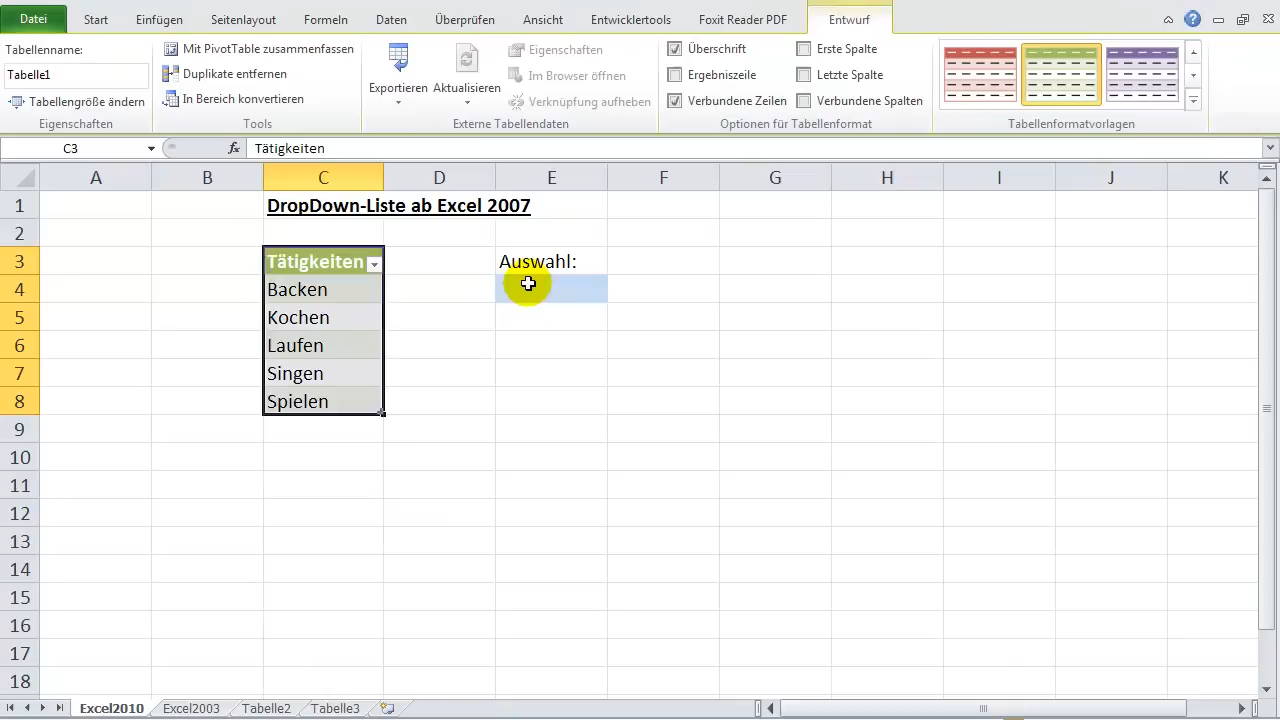 Datei Start Einfügen Seitenlayout Formeln Daten Überprüfen Ansicht Entwicklertools Foxit Reader PDF Entwurf
Tabellenname:
Tabelle1
Tabellengröße ändern
Eigenschaften
Mit PivotTable zusammenfassen
Duplikate entfernen
In Bereich konvertieren
Tools
Exportieren Aktualisieren
Eigenschaften
Im Browser öffnen
Verknüpfung aufheben
Externe Tabellendaten
Überschrift
Ergebniszeile
Verbundene Zeilen
Erste Spalte
Letzte Spalte
Verbundene Spalten
Optionen für Tabellenformat
Tabellenformatvorlagen
C3 fx Tätigkeiten
A B C D E F G H I J K
1 DropDown-Liste ab Excel 2007
2
3 Tätigkeiten Auswahl:
4 Backen
5 Kochen
6 Laufen
7 Singen
8 Spielen
9
10
11
12
13
14
15
16
17
18
Excel2010 Excel2003 Tabelle2 Tabelle3